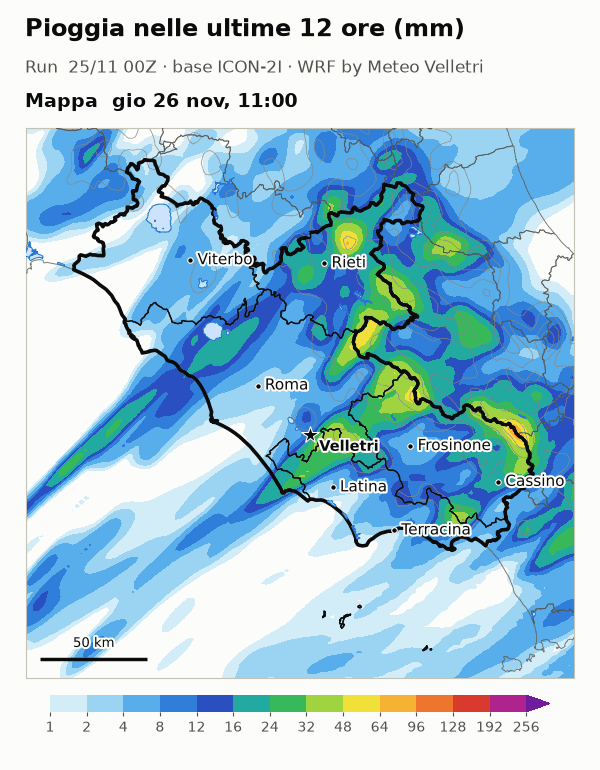 Pioggia nelle ultime 12 ore (mm)
Run 25/11 00Z · base ICON-2I · WRF by Meteo Velletri
Mappa gio 26 nov, 11:00
Viterbo
Rieti
Roma
Velletri
Frosinone
Latina
Cassino
Terracina
50 km
1 2 4 8 12 16 24 32 48 64 96 128 192 256